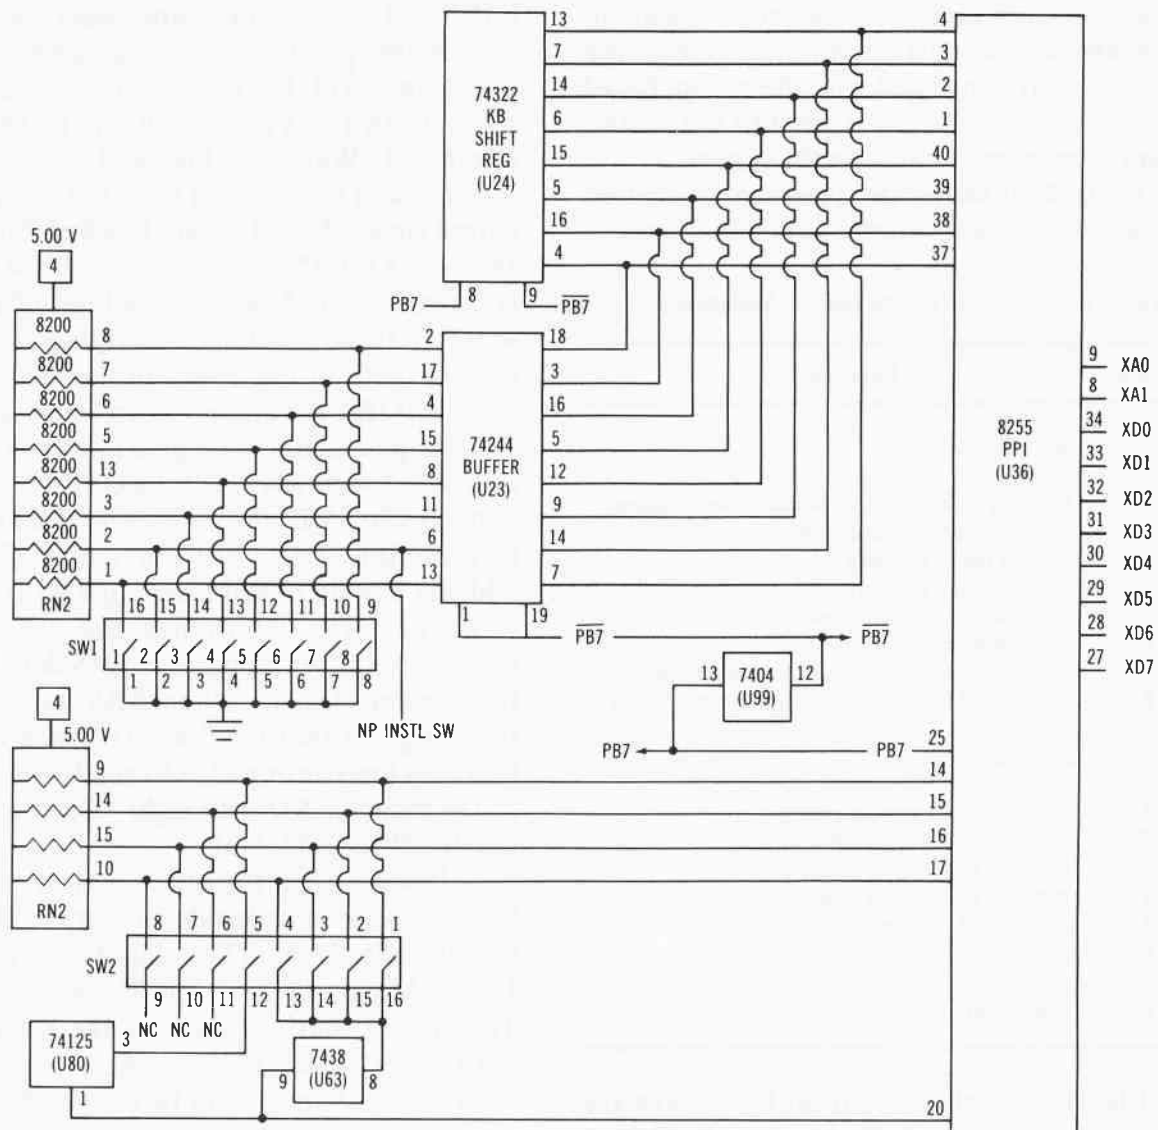 13 4
7 3
14 2
74322
KB
SHIFT
REG
(U24)
6 1
15 40
5 39
16 38
4 37
PB7 8 9 P̅B̅7̅
5.00 V
4
8200 8 2 18
8200 7 17 3
8200 6 4 16
8200 5 15 5
8200 13 8 12
8200 3 11 9
8200 2 6 14
8200 1 13 7
RN2
74244
BUFFER
(U23)
1 19
P̅B̅7̅ P̅B̅7̅
16 15 14 13 12 11 10 9
SW1
1 2 3 4 5 6 7 8
1 2 3 4 5 6 7 8
NP INSTL SW
13 7404 12
(U99)
PB7 PB7 25
8255
PPI
(U36)
9 XA0
8 XA1
34 XD0
33 XD1
32 XD2
31 XD3
30 XD4
29 XD5
28 XD6
27 XD7
4
5.00 V
9 14
14 15
15 16
10 17
RN2
8 7 6 5 4 3 2 1
SW2
9 10 11 12 13 14 15 16
NC NC NC
74125
(U80)
3
1
9 7438 8
(U63)
20